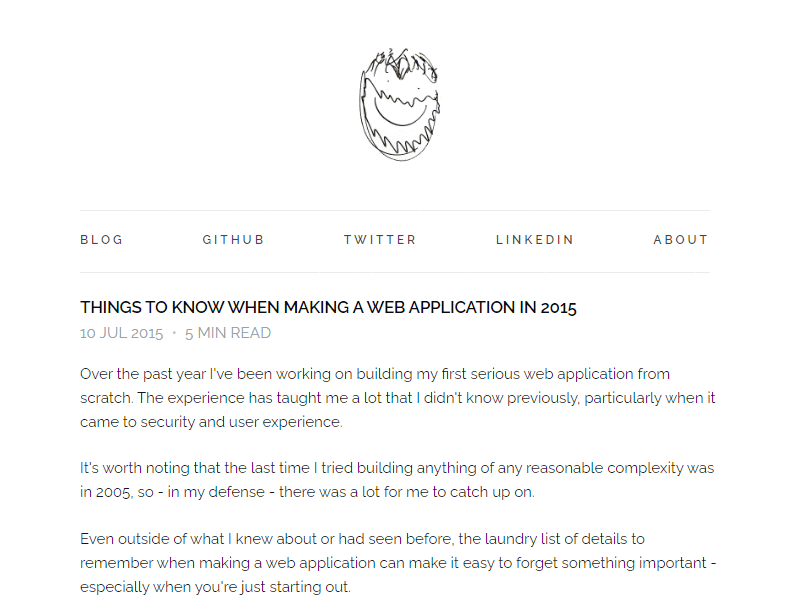 BLOG GITHUB TWITTER LINKEDIN ABOUT
THINGS TO KNOW WHEN MAKING A WEB APPLICATION IN 2015
10 JUL 2015 • 5 MIN READ
Over the past year I've been working on building my first serious web application from
scratch. The experience has taught me a lot that I didn't know previously, particularly when it
came to security and user experience.
It's worth noting that the last time I tried building anything of any reasonable complexity was
in 2005, so - in my defense - there was a lot for me to catch up on.
Even outside of what I knew about or had seen before, the laundry list of details to
remember when making a web application can make it easy to forget something important -
especially when you're just starting out.